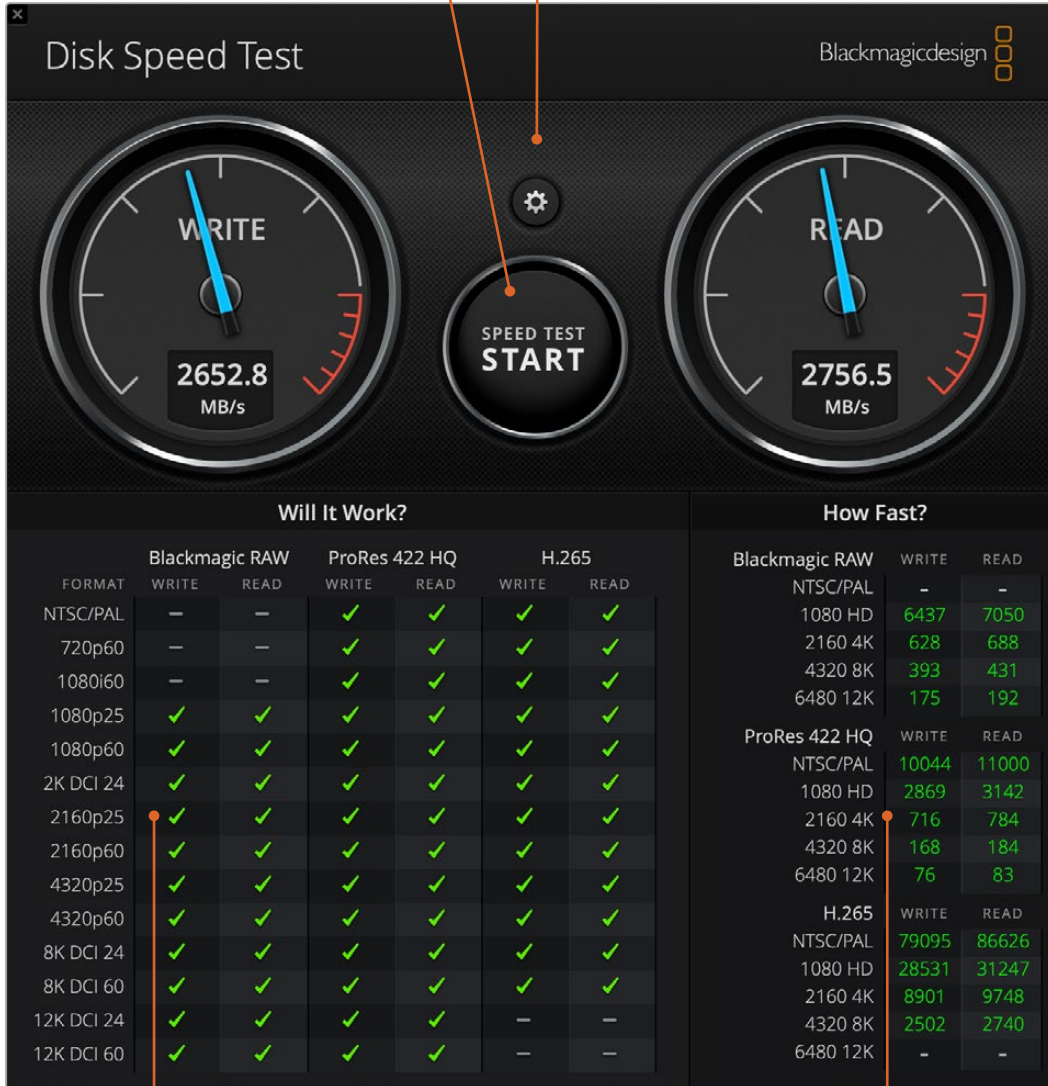 Disk Speed Test
Blackmagicdesign
WRITE
2652.8
MB/s
SPEED TEST
START
READ
2756.5
MB/s
Will It Work?
Blackmagic RAW ProRes 422 HQ H.265
FORMAT WRITE READ WRITE READ WRITE READ
NTSC/PAL – – ✓ ✓ ✓ ✓
720p60 – – ✓ ✓ ✓ ✓
1080i60 – – ✓ ✓ ✓ ✓
1080p25 ✓ ✓ ✓ ✓ ✓ ✓
1080p60 ✓ ✓ ✓ ✓ ✓ ✓
2K DCI 24 ✓ ✓ ✓ ✓ ✓ ✓
2160p25 ✓ ✓ ✓ ✓ ✓ ✓
2160p60 ✓ ✓ ✓ ✓ ✓ ✓
4320p25 ✓ ✓ ✓ ✓ ✓ ✓
4320p60 ✓ ✓ ✓ ✓ ✓ ✓
8K DCI 24 ✓ ✓ ✓ ✓ ✓ ✓
8K DCI 60 ✓ ✓ ✓ ✓ ✓ ✓
12K DCI 24 ✓ ✓ ✓ ✓ – –
12K DCI 60 ✓ ✓ ✓ ✓ – –
How Fast?
Blackmagic RAW WRITE READ
NTSC/PAL - -
1080 HD 6437 7050
2160 4K 628 688
4320 8K 393 431
6480 12K 175 192
ProRes 422 HQ WRITE READ
NTSC/PAL 10044 11000
1080 HD 2869 3142
2160 4K 716 784
4320 8K 168 184
6480 12K 76 83
H.265 WRITE READ
NTSC/PAL 79095 86626
1080 HD 28531 31247
2160 4K 8901 9748
4320 8K 2502 2740
6480 12K - -